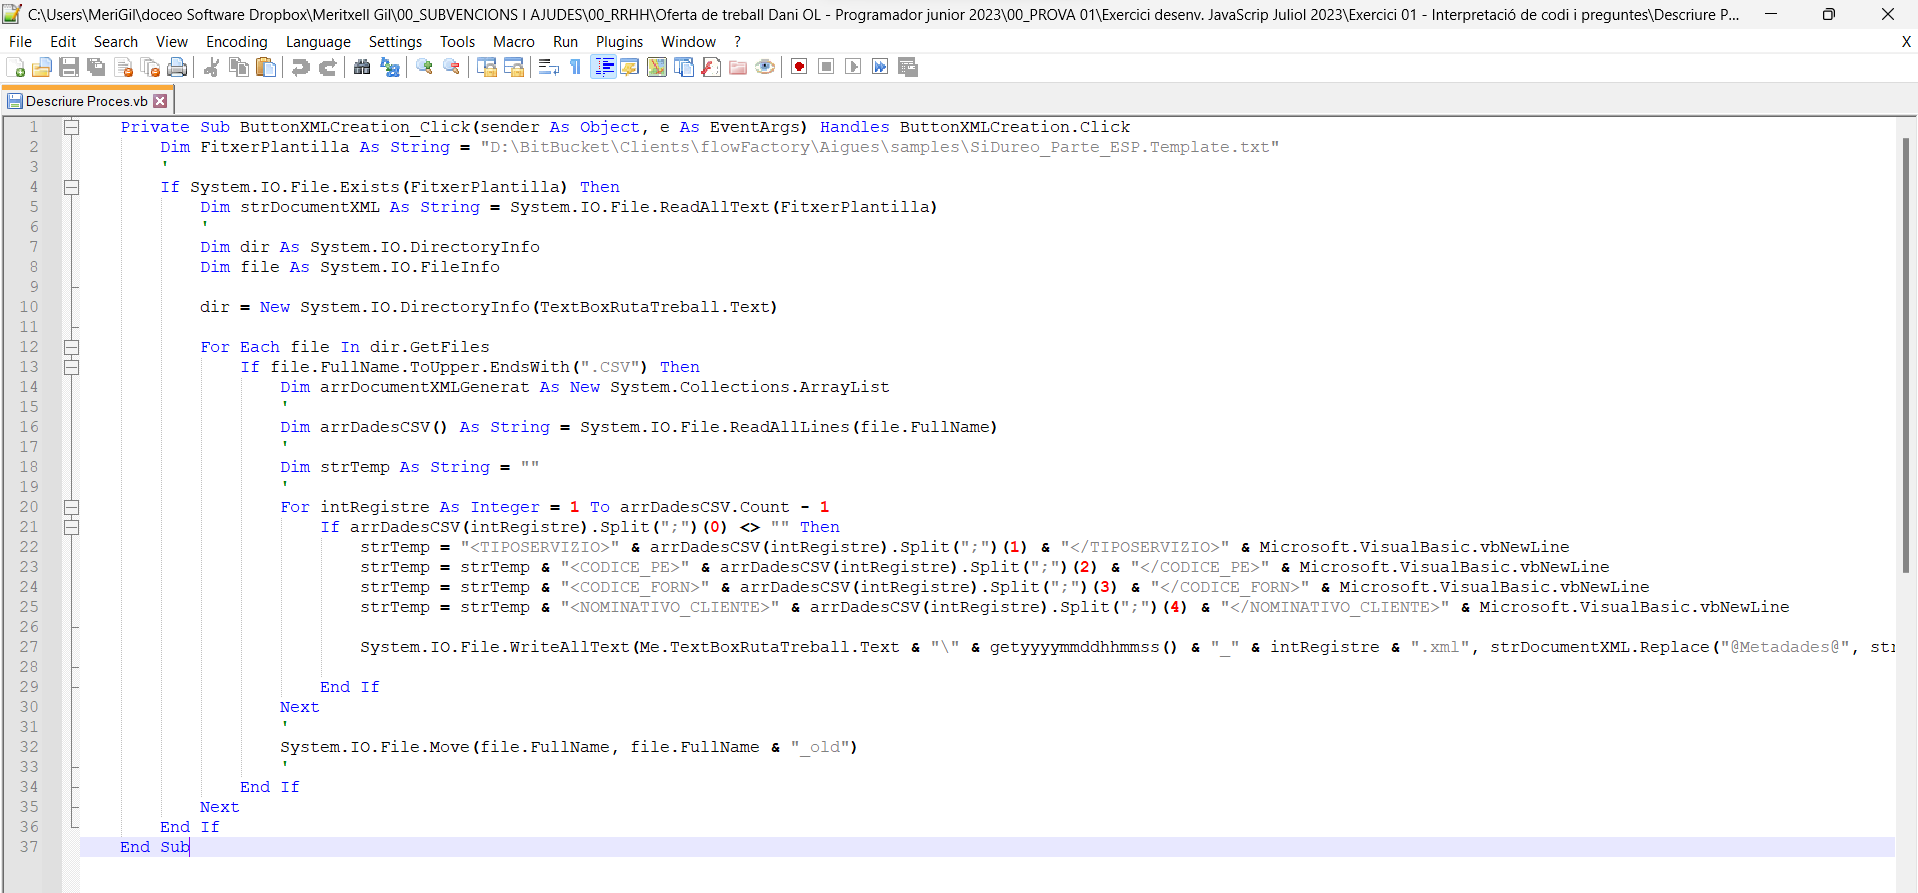 C:\Users\MeriGil\doceo Software Dropbox\Meritxell Gil\00_SUBVENCIONS I AJUDES\00_RRHH\Oferta de treball Dani OL - Programador junior 2023\00_PROVA 01\Exercici desenv. JavaScrip Juliol 2023\Exercici 01 - Interpretació de codi i preguntes\Descriure P...
File Edit Search View Encoding Language Settings Tools Macro Run Plugins Window ? X
Descriure Proces.vb
1 Private Sub ButtonXMLCreation_Click(sender As Object, e As EventArgs) Handles ButtonXMLCreation.Click
2 Dim FitxerPlantilla As String = "D:\BitBucket\Clients\flowFactory\Aigues\samples\SiDureo_Parte_ESP.Template.txt"
3 '
4 If System.IO.File.Exists(FitxerPlantilla) Then
5 Dim strDocumentXML As String = System.IO.File.ReadAllText(FitxerPlantilla)
6 '
7 Dim dir As System.IO.DirectoryInfo
8 Dim file As System.IO.FileInfo
9
10 dir = New System.IO.DirectoryInfo(TextBoxRutaTreball.Text)
11
12 For Each file In dir.GetFiles
13 If file.FullName.ToUpper.EndsWith(".CSV") Then
14 Dim arrDocumentXMLGenerat As New System.Collections.ArrayList
15 '
16 Dim arrDadesCSV() As String = System.IO.File.ReadAllLines(file.FullName)
17 '
18 Dim strTemp As String = ""
19 '
20 For intRegistre As Integer = 1 To arrDadesCSV.Count - 1
21 If arrDadesCSV(intRegistre).Split(";")(0) <> "" Then
22 strTemp = "<TIPOSERVIZIO>" & arrDadesCSV(intRegistre).Split(";")(1) & "</TIPOSERVIZIO>" & Microsoft.VisualBasic.vbNewLine
23 strTemp = strTemp & "<CODICE_PE>" & arrDadesCSV(intRegistre).Split(";")(2) & "</CODICE_PE>" & Microsoft.VisualBasic.vbNewLine
24 strTemp = strTemp & "<CODICE_FORN>" & arrDadesCSV(intRegistre).Split(";")(3) & "</CODICE_FORN>" & Microsoft.VisualBasic.vbNewLine
25 strTemp = strTemp & "<NOMINATIVO_CLIENTE>" & arrDadesCSV(intRegistre).Split(";")(4) & "</NOMINATIVO_CLIENTE>" & Microsoft.VisualBasic.vbNewLine
26
27 System.IO.File.WriteAllText(Me.TextBoxRutaTreball.Text & "\" & getyyyymmddhhmmss() & "_" & intRegistre & ".xml", strDocumentXML.Replace("@Metadades@",
28
29 End If
30 Next
31 '
32 System.IO.File.Move(file.FullName, file.FullName & "_old")
33 '
34 End If
35 Next
36 End If
37 End Sub